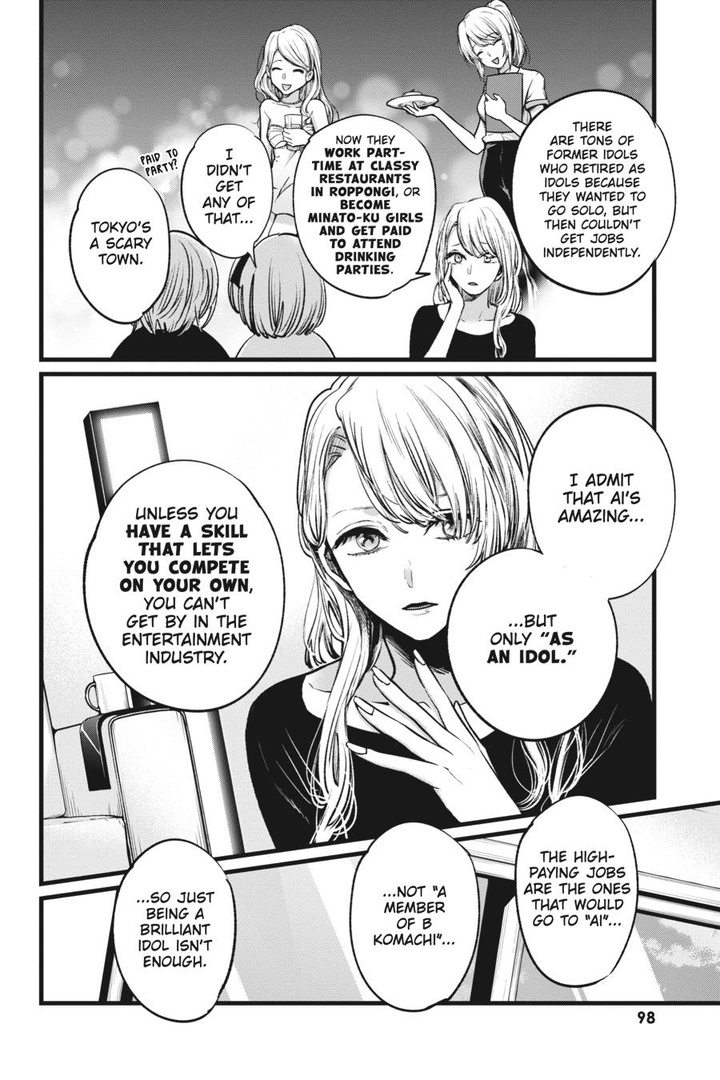 THERE
ARE TONS OF
FORMER IDOLS
WHO RETIRED AS
IDOLS BECAUSE
THEY WANTED TO
GO SOLO, BUT
THEN COULDN'T
GET JOBS
INDEPENDENTLY.
NOW THEY
WORK PART-
TIME AT CLASSY
RESTAURANTS
IN ROPPONGI, OR
BECOME
MINATO-KU GIRLS
AND GET PAID
TO ATTEND
DRINKING
PARTIES.
I
DIDN'T
GET
ANY OF
THAT...
PAID TO
PARTY?
TOKYO'S
A SCARY
TOWN.
I ADMIT
THAT AI'S
AMAZING...
...BUT
ONLY "AS
AN IDOL."
UNLESS YOU
HAVE A SKILL
THAT LETS
YOU COMPETE
ON YOUR OWN,
YOU CAN'T
GET BY IN THE
ENTERTAINMENT
INDUSTRY.
THE HIGH-
PAYING JOBS
ARE THE ONES
THAT WOULD
GO TO "AI"...
...NOT "A
MEMBER
OF B
KOMACHI"...
...SO JUST
BEING A
BRILLIANT
IDOL ISN'T
ENOUGH.
98